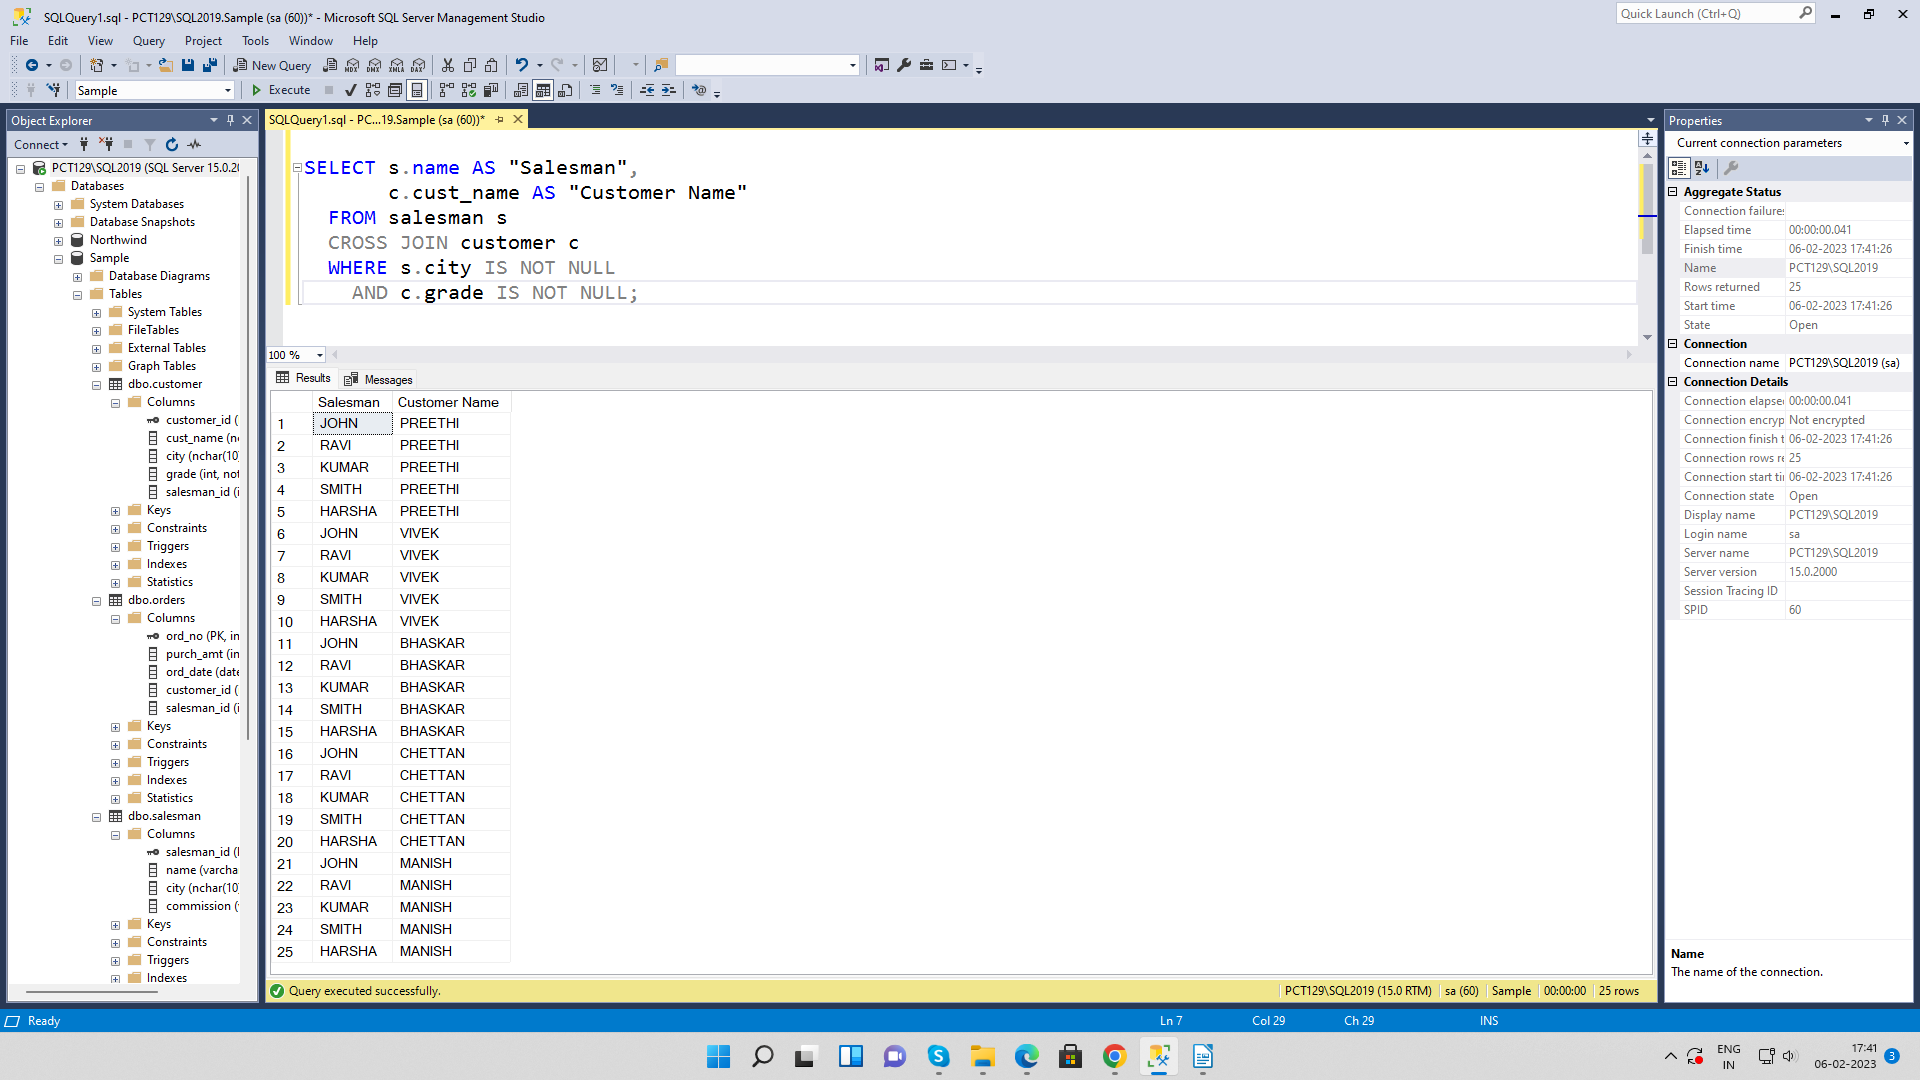 SQLQuery1.sql - PCT129\SQL2019.Sample (sa (60))* - Microsoft SQL Server Management Studio
Quick Launch (Ctrl+Q)
File Edit View Query Project Tools Window Help
New Query
MDX DMX XMLA DAX
Sample
Execute
Object Explorer
Connect
PCT129\SQL2019 (SQL Server 15.0.20
Databases
System Databases
Database Snapshots
Northwind
Sample
Database Diagrams
Tables
System Tables
FileTables
External Tables
Graph Tables
dbo.customer
Columns
customer_id (
cust_name (n
city (nchar(10)
grade (int, not
salesman_id (i
Keys
Constraints
Triggers
Indexes
Statistics
dbo.orders
Columns
ord_no (PK, in
purch_amt (in
ord_date (date
customer_id (
salesman_id (i
Keys
Constraints
Triggers
Indexes
Statistics
dbo.salesman
Columns
salesman_id (
name (varcha
city (nchar(10)
commission (
Keys
Constraints
Triggers
Indexes
SQLQuery1.sql - PC...19.Sample (sa (60))*
SELECT s.name AS "Salesman",
c.cust_name AS "Customer Name"
FROM salesman s
CROSS JOIN customer c
WHERE s.city IS NOT NULL
AND c.grade IS NOT NULL;
100 %
Results Messages
Salesman Customer Name
1 JOHN PREETHI
2 RAVI PREETHI
3 KUMAR PREETHI
4 SMITH PREETHI
5 HARSHA PREETHI
6 JOHN VIVEK
7 RAVI VIVEK
8 KUMAR VIVEK
9 SMITH VIVEK
10 HARSHA VIVEK
11 JOHN BHASKAR
12 RAVI BHASKAR
13 KUMAR BHASKAR
14 SMITH BHASKAR
15 HARSHA BHASKAR
16 JOHN CHETTAN
17 RAVI CHETTAN
18 KUMAR CHETTAN
19 SMITH CHETTAN
20 HARSHA CHETTAN
21 JOHN MANISH
22 RAVI MANISH
23 KUMAR MANISH
24 SMITH MANISH
25 HARSHA MANISH
Query executed successfully.
PCT129\SQL2019 (15.0 RTM) sa (60) Sample 00:00:00 25 rows
Properties
Current connection parameters
Aggregate Status
Connection failures
Elapsed time 00:00:00.041
Finish time 06-02-2023 17:41:26
Name PCT129\SQL2019
Rows returned 25
Start time 06-02-2023 17:41:26
State Open
Connection
Connection name PCT129\SQL2019 (sa)
Connection Details
Connection elapse 00:00:00.041
Connection encryp Not encrypted
Connection finish t 06-02-2023 17:41:26
Connection rows re 25
Connection start ti 06-02-2023 17:41:26
Connection state Open
Display name PCT129\SQL2019
Login name sa
Server name PCT129\SQL2019
Server version 15.0.2000
Session Tracing ID
SPID 60
Name
The name of the connection.
Ready
Ln 7 Col 29 Ch 29 INS
ENG
IN
17:41
06-02-2023
3